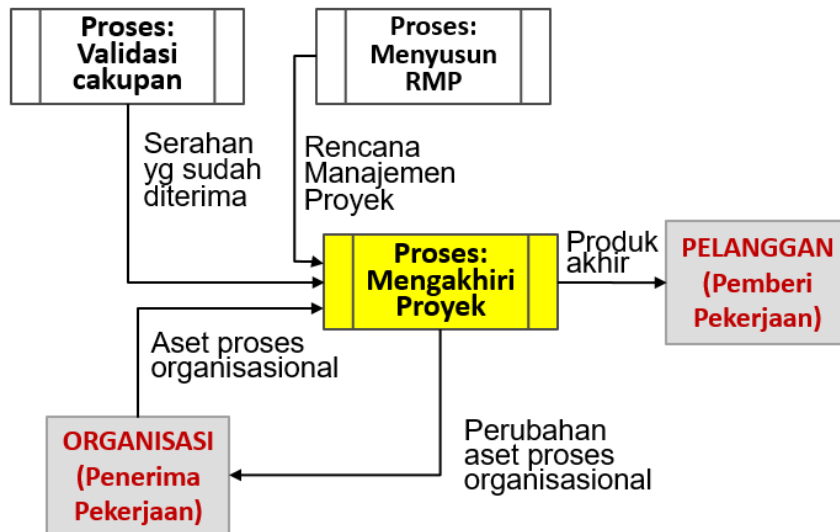 Proses:
Validasi
cakupan
Proses:
Menyusun
RMP
Serahan
yg sudah
diterima
Rencana
Manajemen
Proyek
Proses:
Mengakhiri
Proyek
Produk
akhir
PELANGGAN
(Pemberi
Pekerjaan)
Aset proses
organisasional
ORGANISASI
(Penerima
Pekerjaan)
Perubahan
aset proses
organisasional